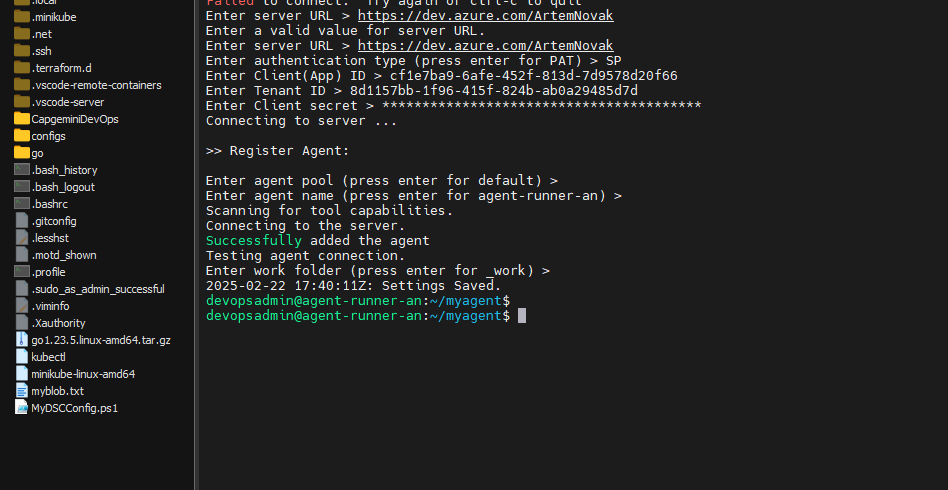 .local
.minikube
.net
.ssh
.terraform.d
.vscode-remote-containers
.vscode-server
CapgeminiDevOps
configs
go
.bash_history
.bash_logout
.bashrc
.gitconfig
.lesshst
.motd_shown
.profile
.sudo_as_admin_successful
.viminfo
.Xauthority
go1.23.5.linux-amd64.tar.gz
kubectl
minikube-linux-amd64
myblob.txt
MyDSCConfig.ps1
Failed to connect. Try again or ctrl-c to quit
Enter server URL > https://dev.azure.com/ArtemNovak
Enter a valid value for server URL.
Enter server URL > https://dev.azure.com/ArtemNovak
Enter authentication type (press enter for PAT) > SP
Enter Client(App) ID > cf1e7ba9-6afe-452f-813d-7d9578d20f66
Enter Tenant ID > 8d1157bb-1f96-415f-824b-ab0a29485d7d
Enter Client secret > ****************************************
Connecting to server ...
>> Register Agent:
Enter agent pool (press enter for default) >
Enter agent name (press enter for agent-runner-an) >
Scanning for tool capabilities.
Connecting to the server.
Successfully added the agent
Testing agent connection.
Enter work folder (press enter for _work) >
2025-02-22 17:40:11Z: Settings Saved.
devopsadmin@agent-runner-an:~/myagent$
devopsadmin@agent-runner-an:~/myagent$